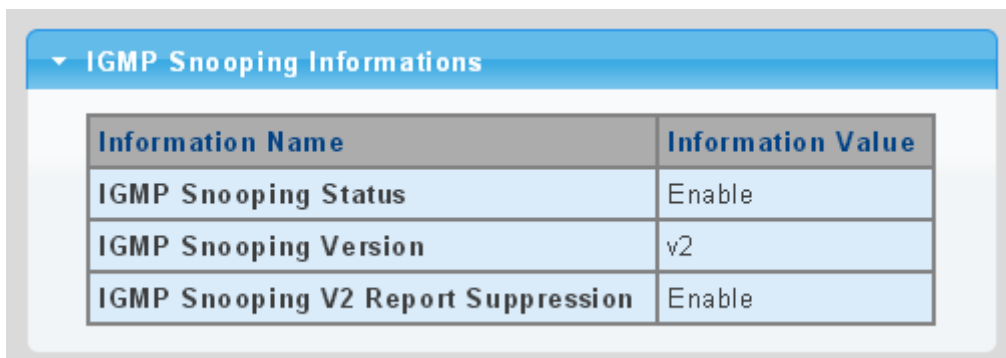 IGMP Snooping Informations
Information Name Information Value
IGMP Snooping Status Enable
IGMP Snooping Version v2
IGMP Snooping V2 Report Suppression Enable